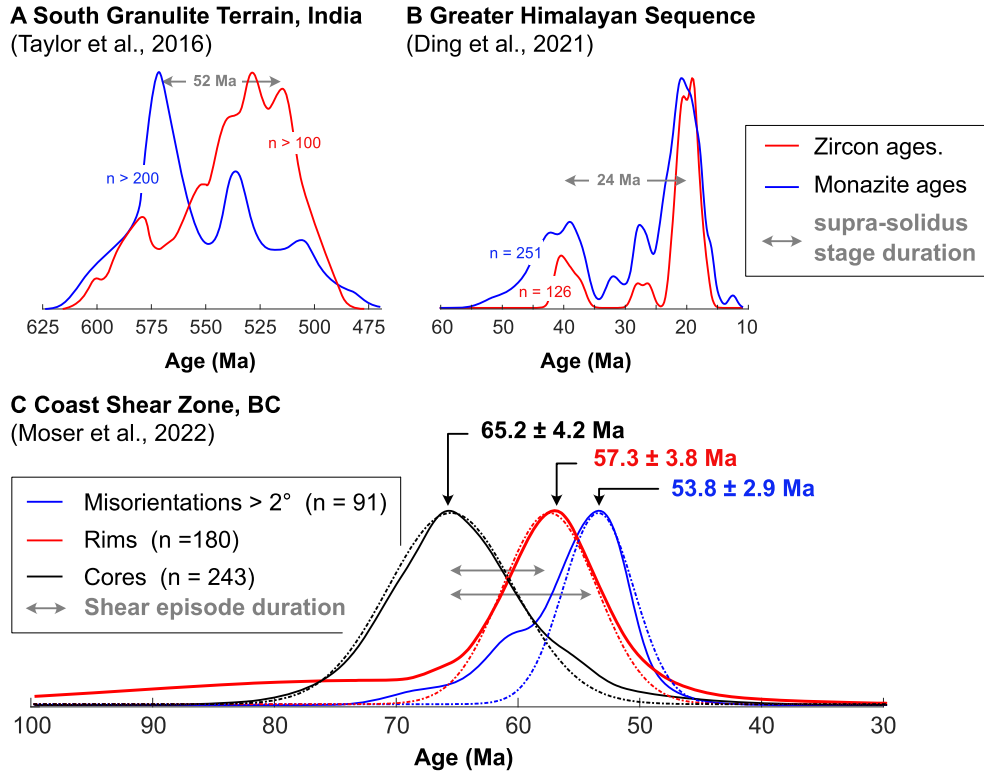 A South Granulite Terrain, India
(Taylor et al., 2016)
52 Ma
n > 200
n > 100
625 600 575 550 525 500 475
Age (Ma)
B Greater Himalayan Sequence
(Ding et al., 2021)
24 Ma
n = 251
n = 126
60 50 40 30 20 10
Age (Ma)
Zircon ages.
Monazite ages
supra-solidus
stage duration
C Coast Shear Zone, BC
(Moser et al., 2022)
65.2 ± 4.2 Ma
57.3 ± 3.8 Ma
53.8 ± 2.9 Ma
Misorientations > 2° (n = 91)
Rims (n =180)
Cores (n = 243)
Shear episode duration
100 90 80 70 60 50 40 30
Age (Ma)